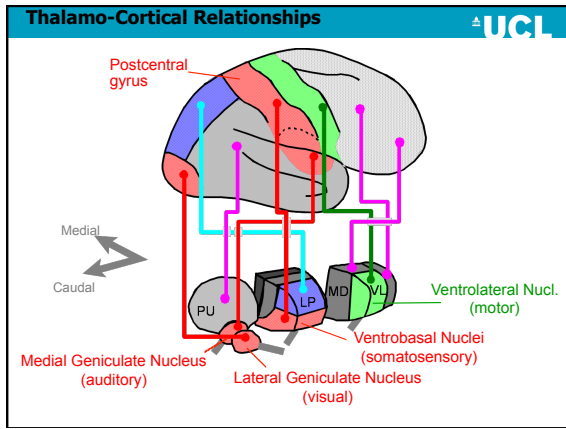 Thalamo-Cortical Relationships
UCL
Postcentral
gyrus
Medial
Caudal
PU
LP
MD
VL
Ventrolateral Nucl.
(motor)
Ventrobasal Nuclei
(somatosensory)
Medial Geniculate Nucleus
(auditory)
Lateral Geniculate Nucleus
(visual)